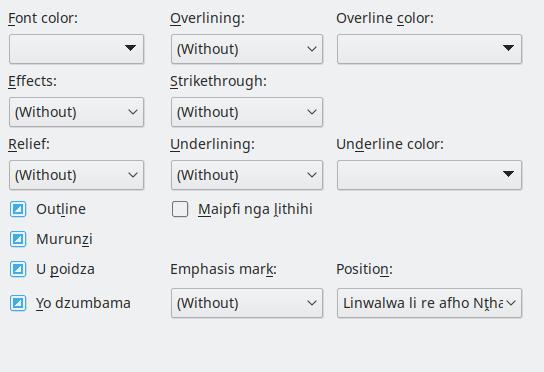 Font color: Overlining: Overline color:
(Without)
Effects: Strikethrough:
(Without) (Without)
Relief: Underlining: Underline color:
(Without) (Without)
Outline Maipfi nga ḽithihi
Murunzi
U poidza Emphasis mark: Position:
Yo dzumbama (Without) Linwalwa li re afho Nṱha